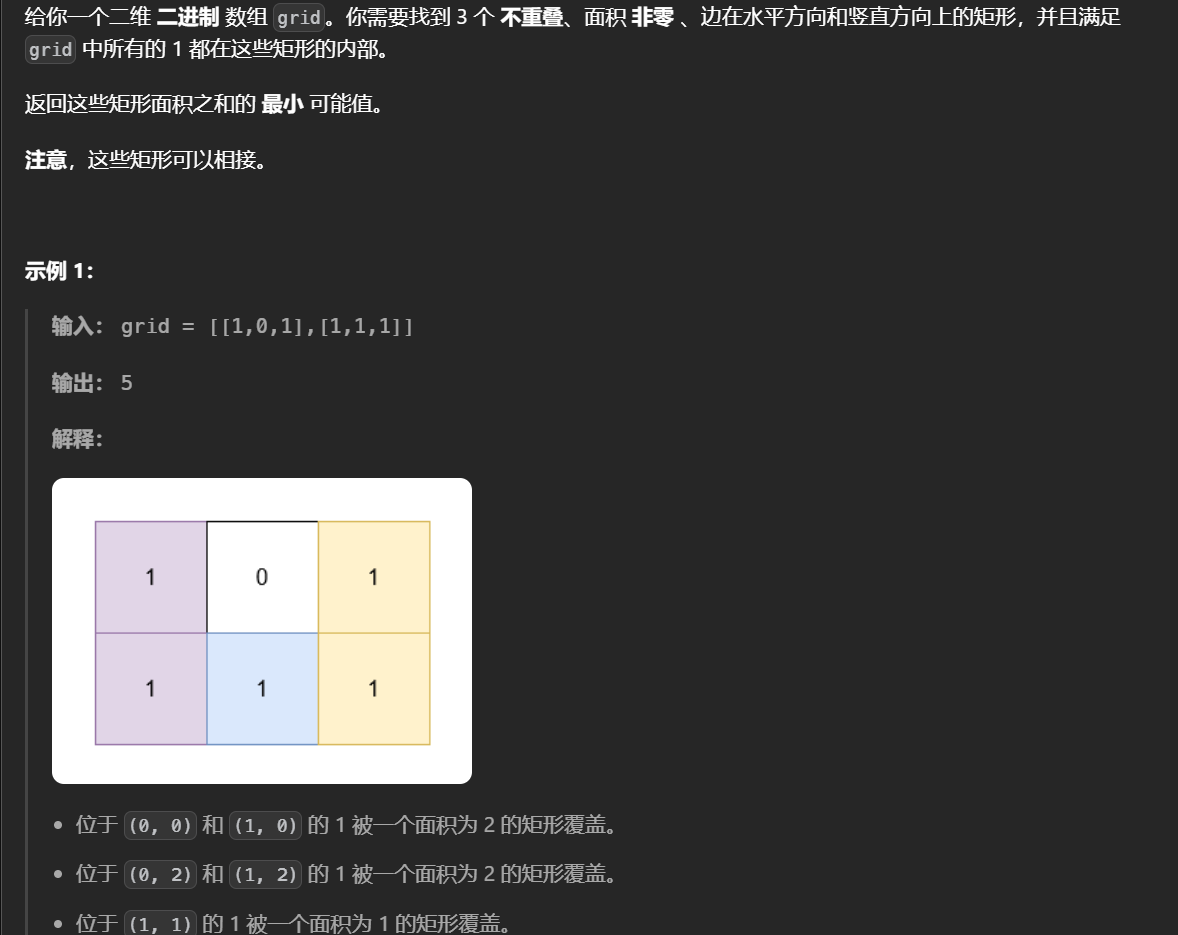 给你一个二维 二进制 数组 grid。你需要找到 3 个 不重叠、面积 非零 、边在水平方向和竖直方向上的矩形，并且满足
grid 中所有的 1 都在这些矩形的内部。
返回这些矩形面积之和的 最小 可能值。
注意，这些矩形可以相接。
示例 1：
输入： grid = [[1,0,1],[1,1,1]]
输出： 5
解释：
1 0 1
1 1 1
位于 (0, 0) 和 (1, 0) 的 1 被一个面积为 2 的矩形覆盖。
位于 (0, 2) 和 (1, 2) 的 1 被一个面积为 2 的矩形覆盖。
位于 (1, 1) 的 1 被一个面积为 1 的矩形覆盖。